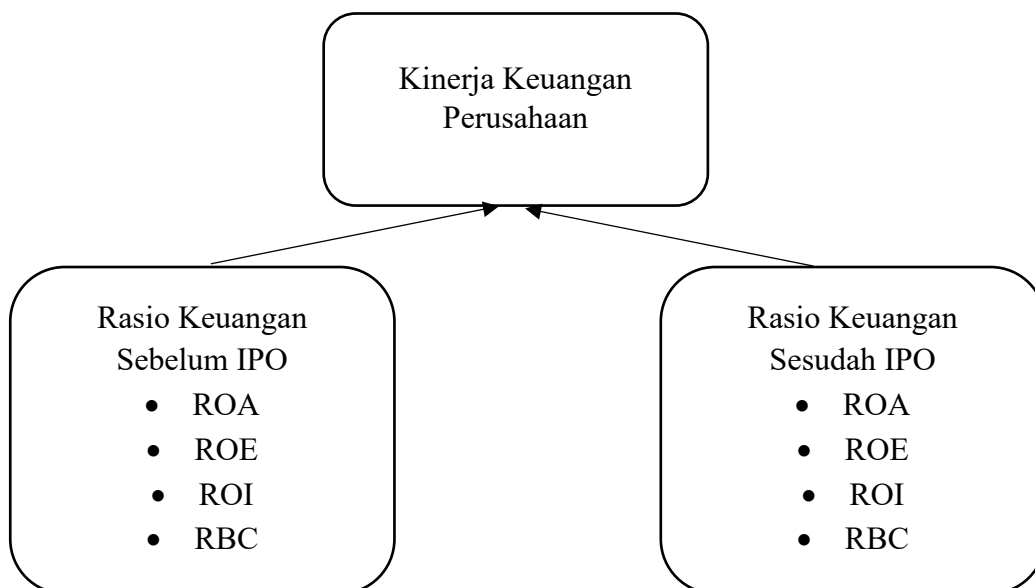 Kinerja Keuangan
Perusahaan
Rasio Keuangan
Sebelum IPO
• ROA
• ROE
• ROI
• RBC
Rasio Keuangan
Sesudah IPO
• ROA
• ROE
• ROI
• RBC